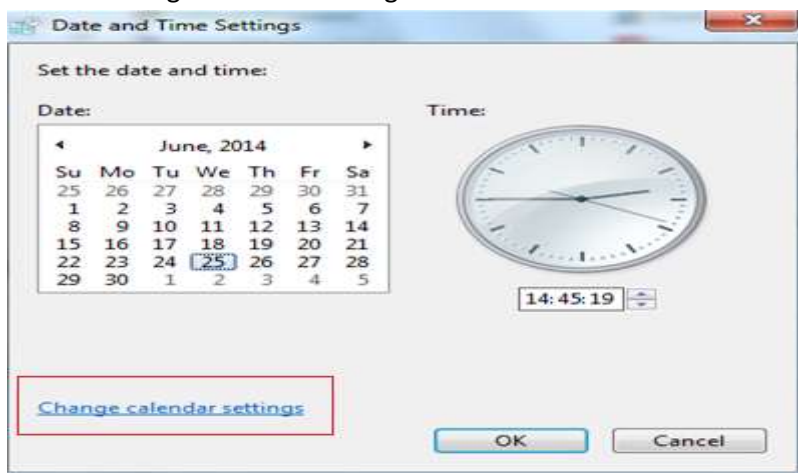 Date and Time Settings
Set the date and time:
Date:
Time:
June, 2014
Su Mo Tu We Th Fr Sa
25 26 27 28 29 30 31
1 2 3 4 5 6 7
8 9 10 11 12 13 14
15 16 17 18 19 20 21
22 23 24 25 26 27 28
29 30 1 2 3 4 5
14:45:19
Change calendar settings
OK Cancel